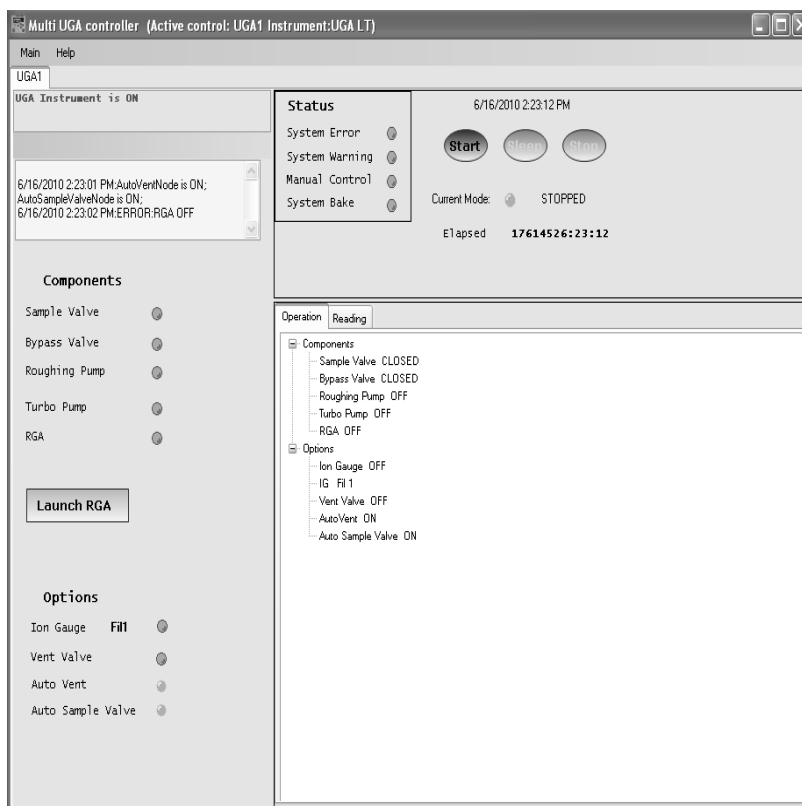 Multi UGA controller (Active control: UGA1 Instrument:UGA LT)
Main Help
UGA1
UGA Instrument is ON
6/16/2010 2:23:01 PM:AutoVentNode is ON;
AutoSampleValveNode is ON;
6/16/2010 2:23:02 PM:ERROR:RGA OFF
Components
Sample Valve
Bypass Valve
Roughing Pump
Turbo Pump
RGA
Launch RGA
Options
Ion Gauge Fil1
Vent Valve
Auto Vent
Auto Sample Valve
Status
System Error
System Warning
Manual Control
System Bake
6/16/2010 2:23:12 PM
Start Sleep Stop
Current Mode: STOPPED
Elapsed 17614526:23:12
Operation Reading
Components
Sample Valve CLOSED
Bypass Valve CLOSED
Roughing Pump OFF
Turbo Pump OFF
RGA OFF
Options
Ion Gauge OFF
IG Fil 1
Vent Valve OFF
AutoVent ON
Auto Sample Valve ON